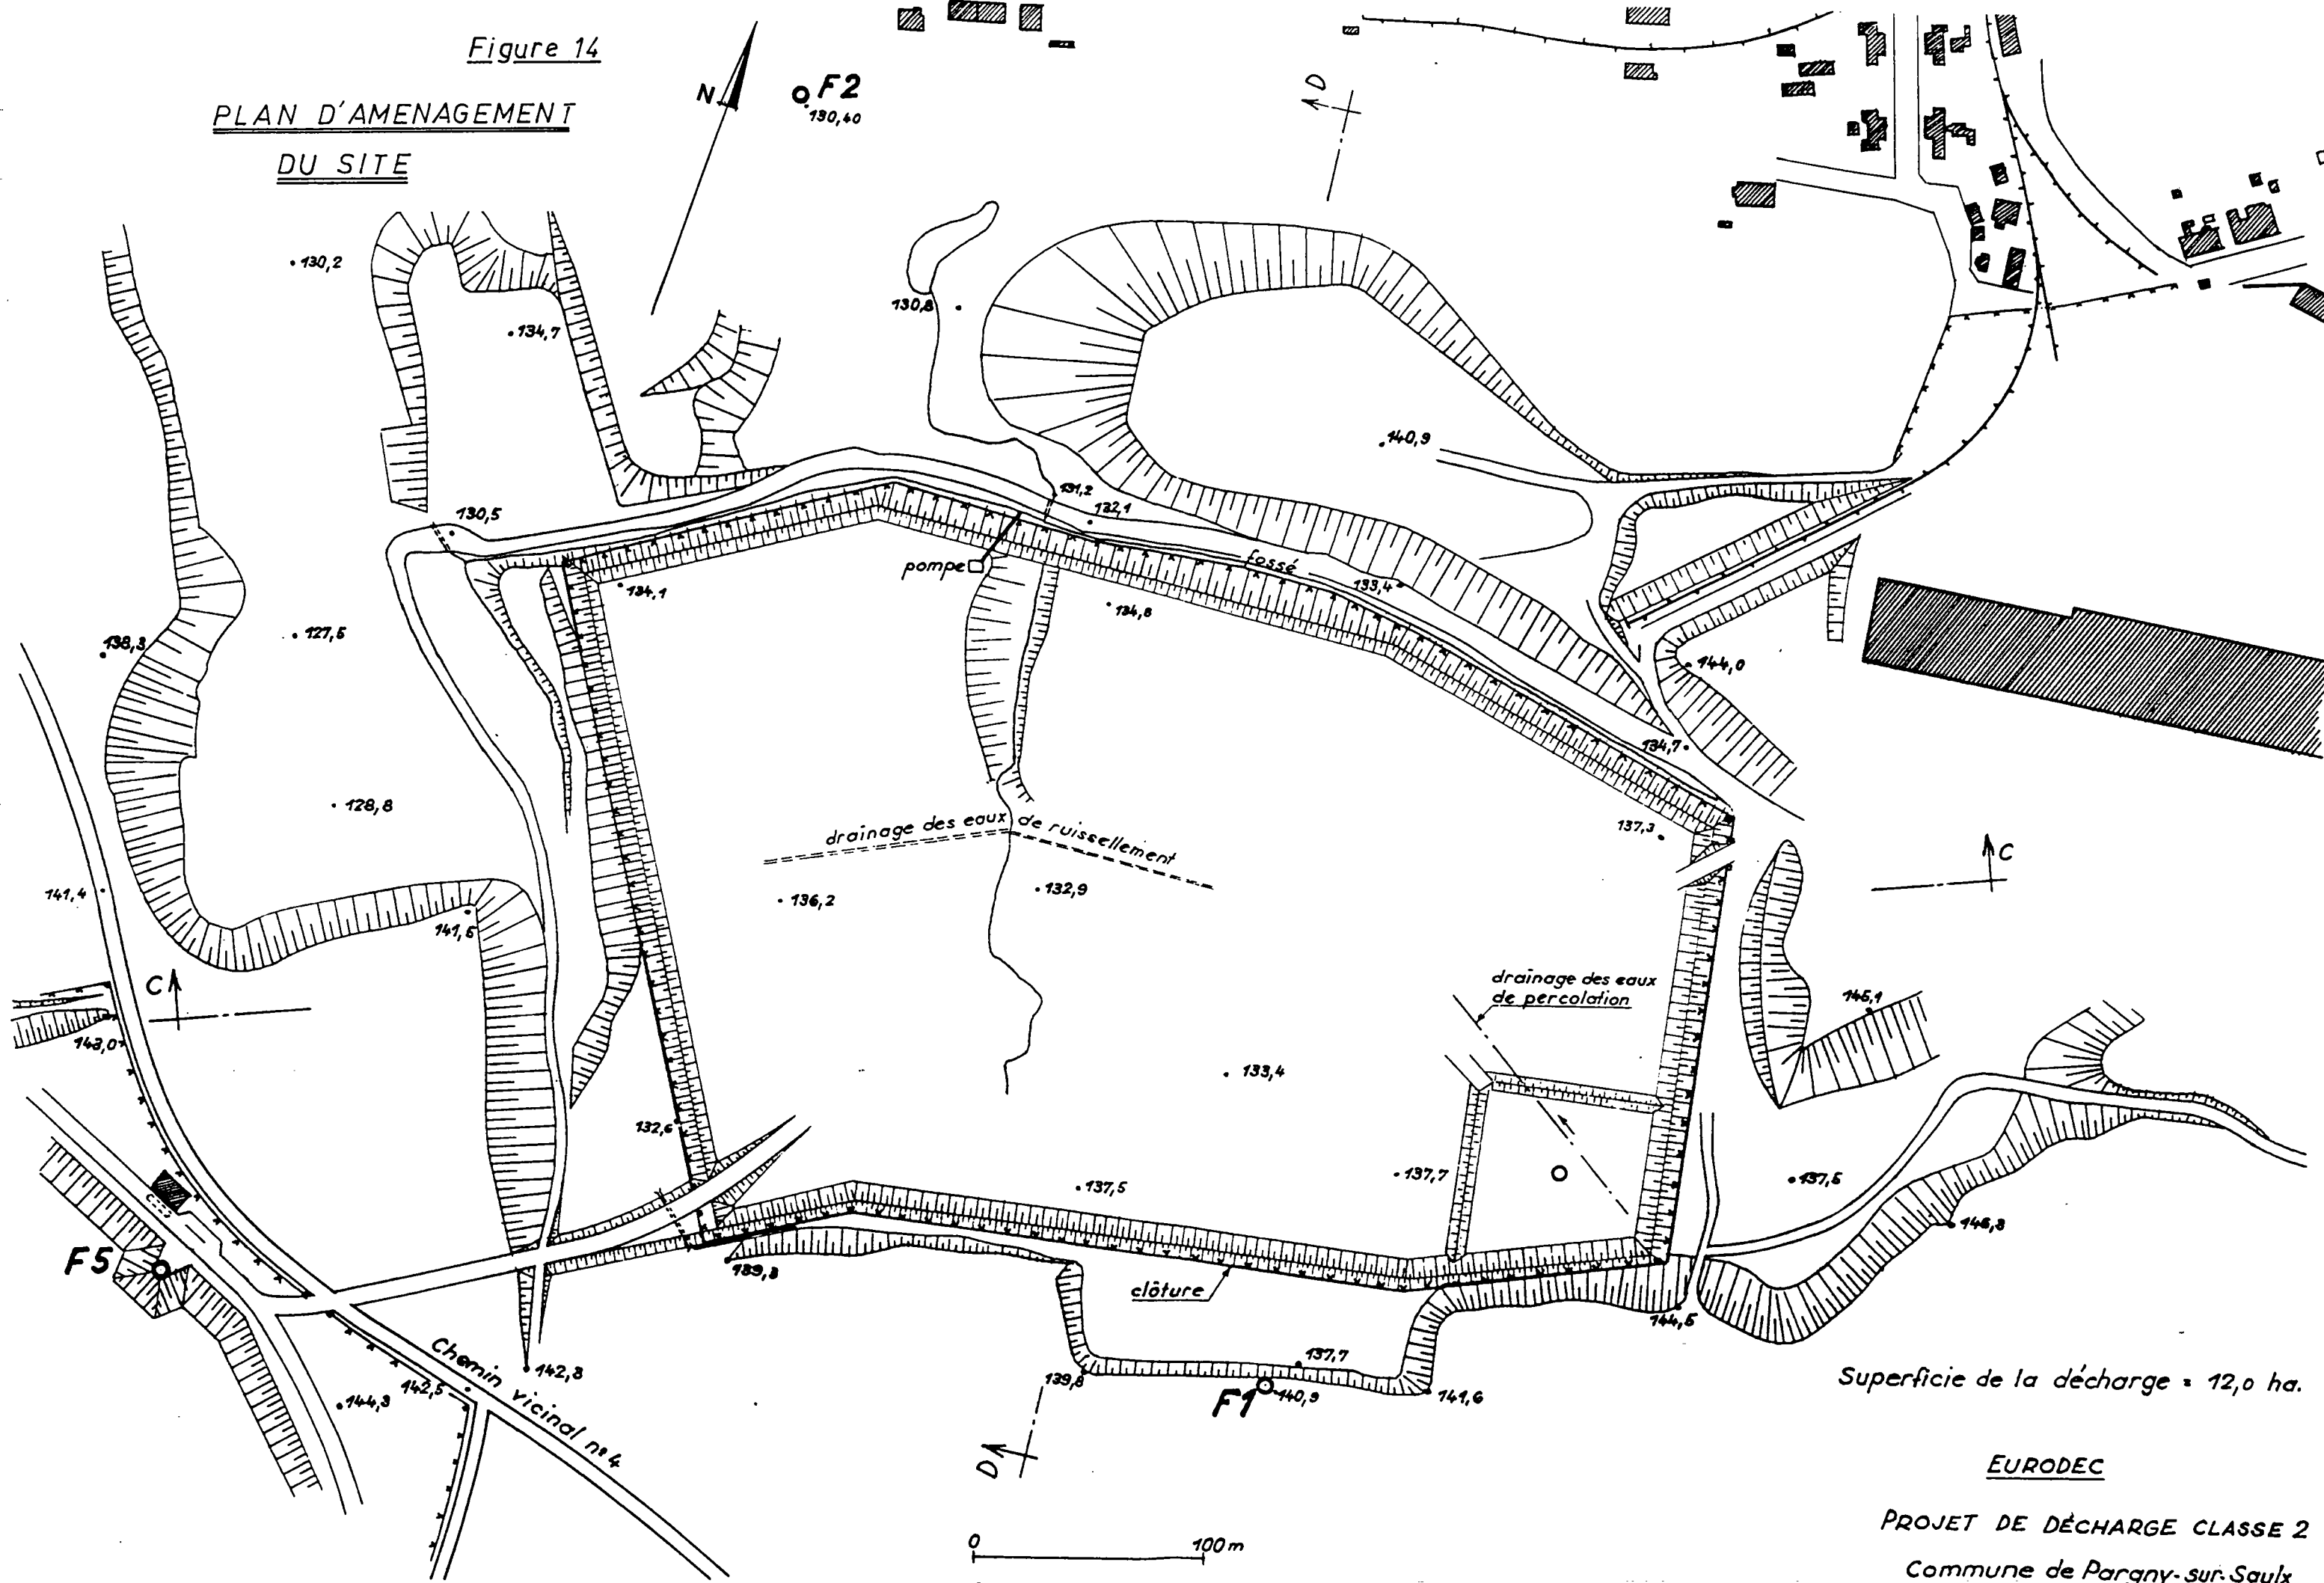 Figure 14
PLAN D'AMENAGEMENT
DU SITE
N
F2
130,40
D
130,2
134,7
130,8
140,9
131,2
132,1
130,5
pompe
fossé
133,4
134,1
134,8
138,3
127,5
144,0
134,7
128,8
137,3
drainage des eaux de ruissellement
C
141,4
136,2
132,9
141,5
drainage des eaux
de percolation
C
145,1
143,0
133,4
132,6
137,5
137,7
137,5
F5
139,3
clôture
144,5
142,3
137,7
139,8
F1
140,9
141,6
142,5
144,3
Chemin vicinal nº 4
D
Superficie de la décharge = 12,0 ha.
EURODEC
PROJET DE DÉCHARGE CLASSE 2
Commune de Pargny-sur-Saulx
0 100m